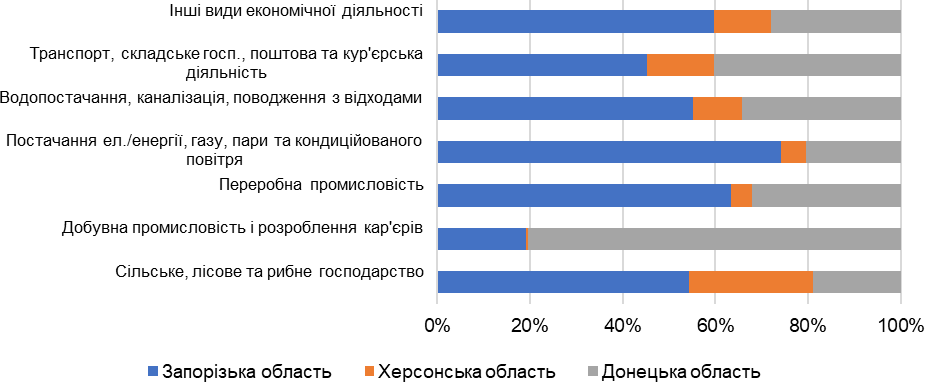 Інші види економічної діяльності
Транспорт, складське госп., поштова та кур'єрська
діяльність
Водопостачання, каналізація, поводження з відходами
Постачання ел./енергії, газу, пари та кондиційованого
повітря
Переробна промисловість
Добувна промисловість і розроблення кар'єрів
Сільське, лісове та рибне господарство
0% 20% 40% 60% 80% 100%
Запорізька область Херсонська область Донецька область